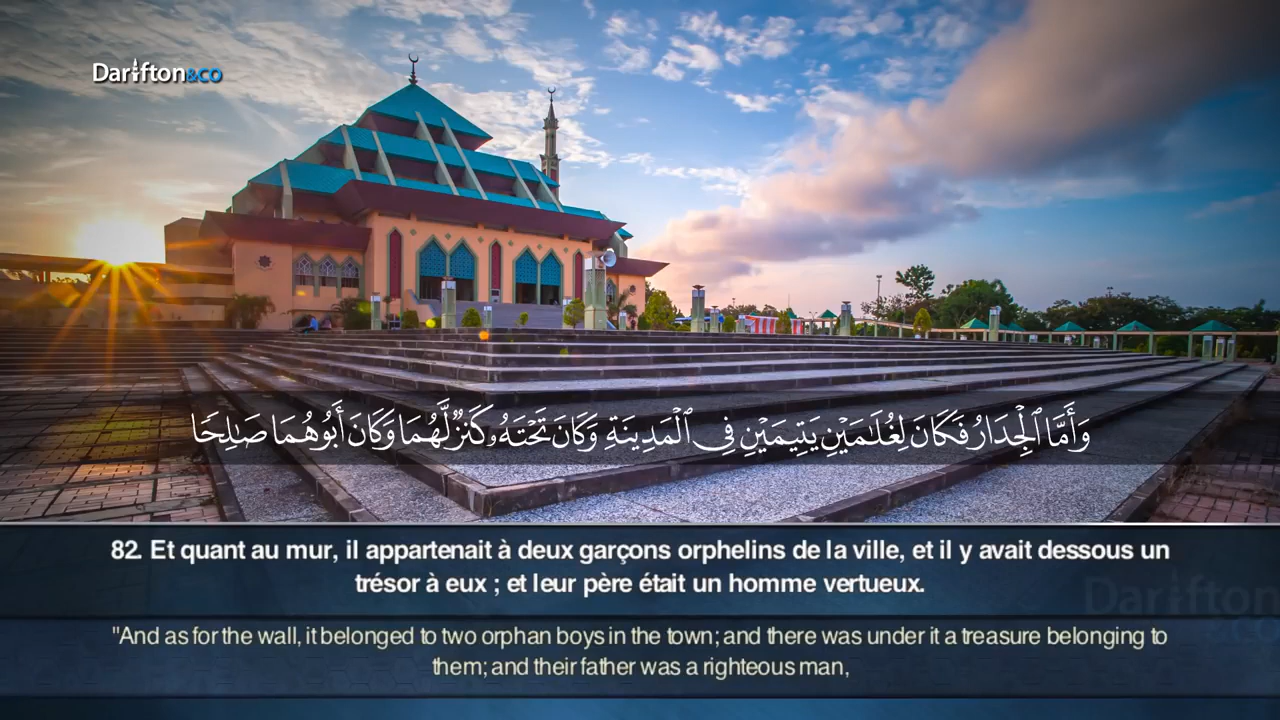 Darifton&co
وَأَمَّا ٱلْجِدَارُ فَكَانَ لِغُلَـٰمَيْنِ يَتِيمَيْنِ فِى ٱلْمَدِينَةِ وَكَانَ تَحْتَهُۥ كَنزٌ لَّهُمَا وَكَانَ أَبُوهُمَا صَـٰلِحًا
82. Et quant au mur, il appartenait à deux garçons orphelins de la ville, et il y avait dessous un
trésor à eux ; et leur père était un homme vertueux.
Darifton
&co
"And as for the wall, it belonged to two orphan boys in the town; and there was under it a treasure belonging to
them; and their father was a righteous man,